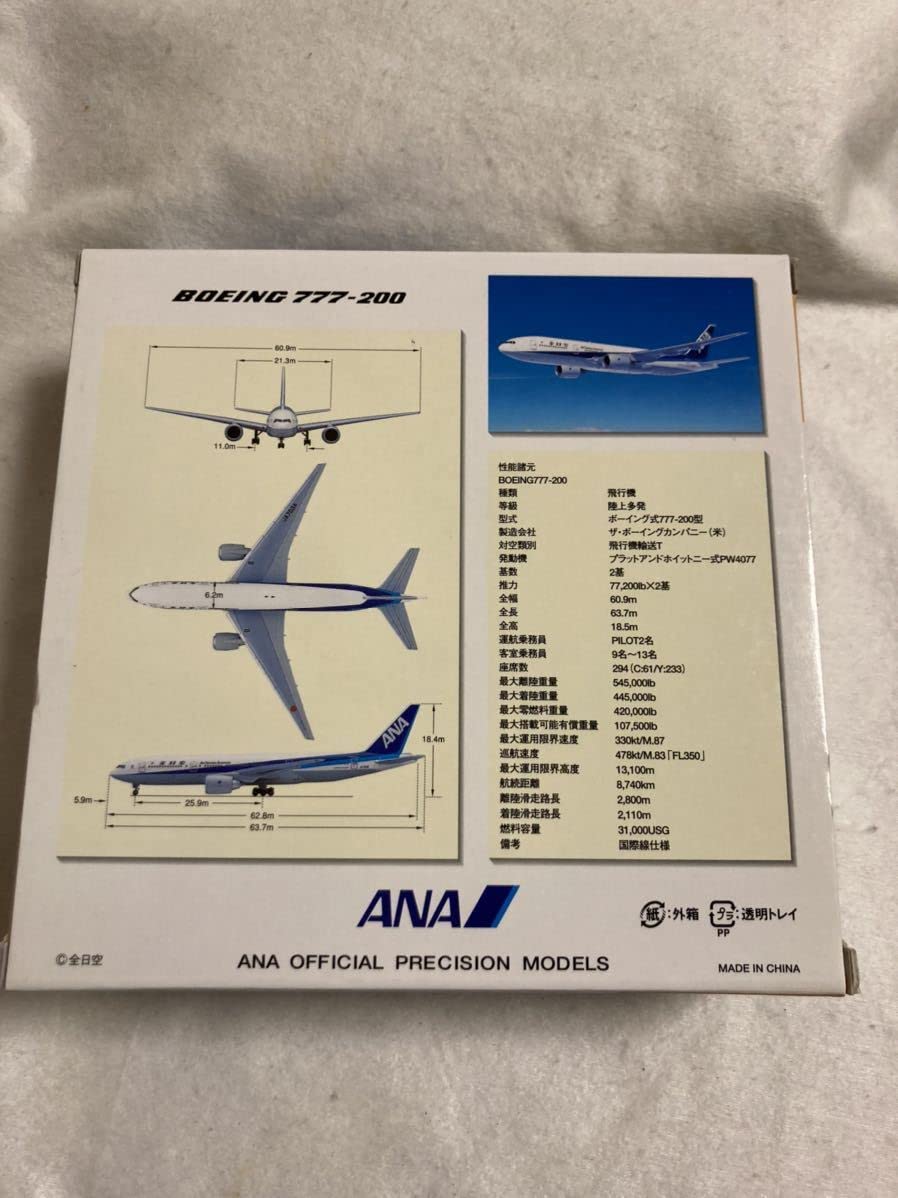 BOEING 777-200
60.9m
21.3m
11.0m
6.2m
ANA
18.4m
5.9m
25.9m
62.8m
63.7m
性能諸元
BOEING777-200
種類 飛行機
等級 陸上多発
型式 ボーイング式777-200型
製造会社 ザ・ボーイングカンパニー(米)
対空類別 飛行機輸送T
発動機 プラットアンドホイットニー式PW4077
基数 2基
推力 77,200lb×2基
全幅 60.9m
全長 63.7m
全高 18.5m
運航乗務員 PILOT2名
客室乗務員 9名～13名
座席数 294(C:61/Y:233)
最大離陸重量 545,000lb
最大着陸重量 445,000lb
最大零燃料重量 420,000lb
最大搭載可能有償重量 107,500lb
最大運用限界速度 330kt/M.87
巡航速度 478kt/M.83「FL350」
最大運用限界高度 13,100m
航続距離 8,740km
離陸滑走路長 2,800m
着陸滑走路長 2,110m
燃料容量 31,000USG
備考 国際線仕様
ANA
紙:外箱 プラ:透明トレイ
PP
©全日空
ANA OFFICIAL PRECISION MODELS
MADE IN CHINA